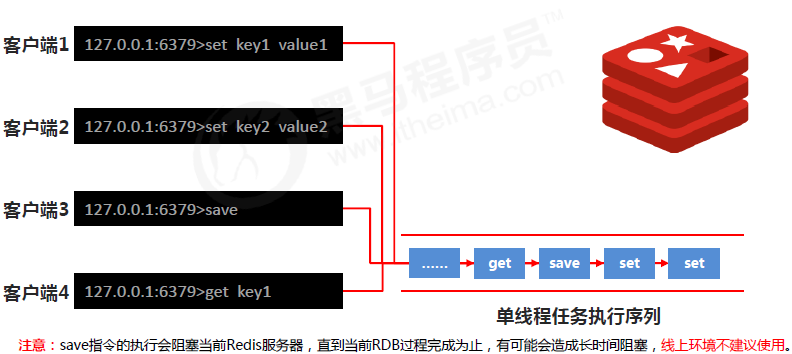 客户端1 127.0.0.1:6379>set key1 value1
黑马程序员™
www.itheima.com
客户端2 127.0.0.1:6379>set key2 value2
客户端3 127.0.0.1:6379>save
客户端4 127.0.0.1:6379>get key1
...... get save set set
单线程任务执行序列
注意：save指令的执行会阻塞当前Redis服务器，直到当前RDB过程完成为止，有可能会造成长时间阻塞，线上环境不建议使用。